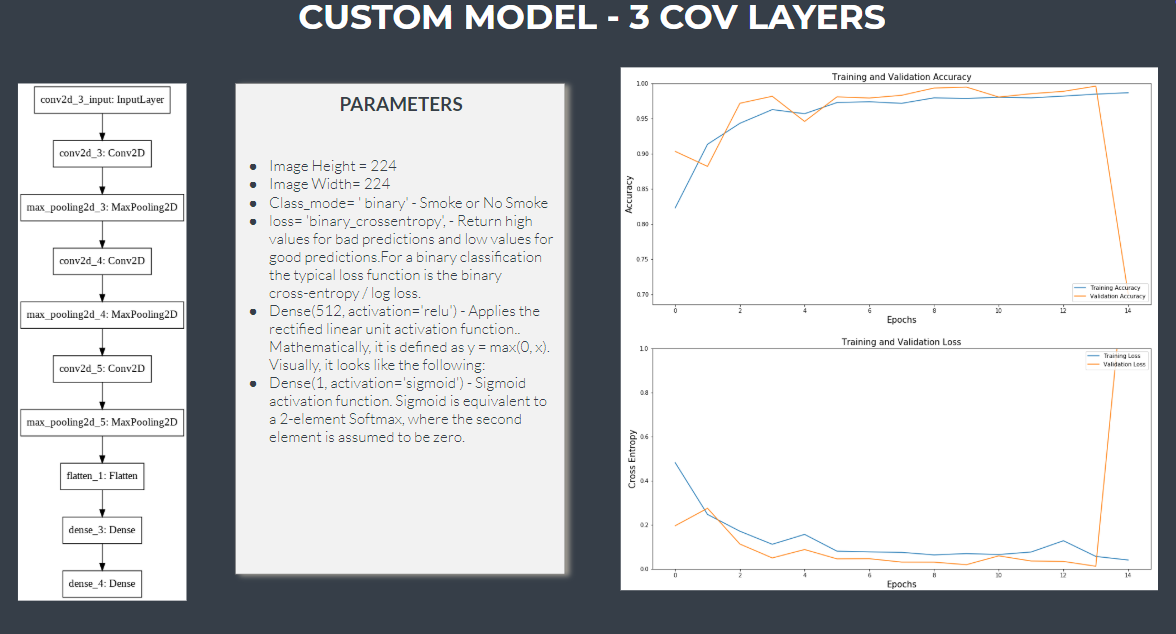 CUSTOM MODEL - 3 COV LAYERS
conv2d_3_input: InputLayer
conv2d_3: Conv2D
max_pooling2d_3: MaxPooling2D
conv2d_4: Conv2D
max_pooling2d_4: MaxPooling2D
conv2d_5: Conv2D
max_pooling2d_5: MaxPooling2D
flatten_1: Flatten
dense_3: Dense
dense_4: Dense
PARAMETERS
● Image Height = 224
● Image Width= 224
● Class_mode= ' binary' - Smoke or No Smoke
● loss= 'binary_crossentropy', - Return high
values for bad predictions and low values for
good predictions.For a binary classification
the typical loss function is the binary
cross-entropy / log loss.
● Dense(512, activation='relu') - Applies the
rectified linear unit activation function..
Mathematically, it is defined as y = max(0, x).
Visually, it looks like the following:
● Dense(1, activation='sigmoid') - Sigmoid
activation function. Sigmoid is equivalent to
a 2-element Softmax, where the second
element is assumed to be zero.
Training and Validation Accuracy
1.00
0.95
0.90
0.85
0.80
0.75
0.70
Accuracy
0 2 4 6 8 10 12 14
Epochs
Training Accuracy
Validation Accuracy
Training and Validation Loss
1.0
0.8
0.6
0.4
0.2
0.0
Cross Entropy
0 2 4 6 8 10 12 14
Epochs
Training Loss
Validation Loss